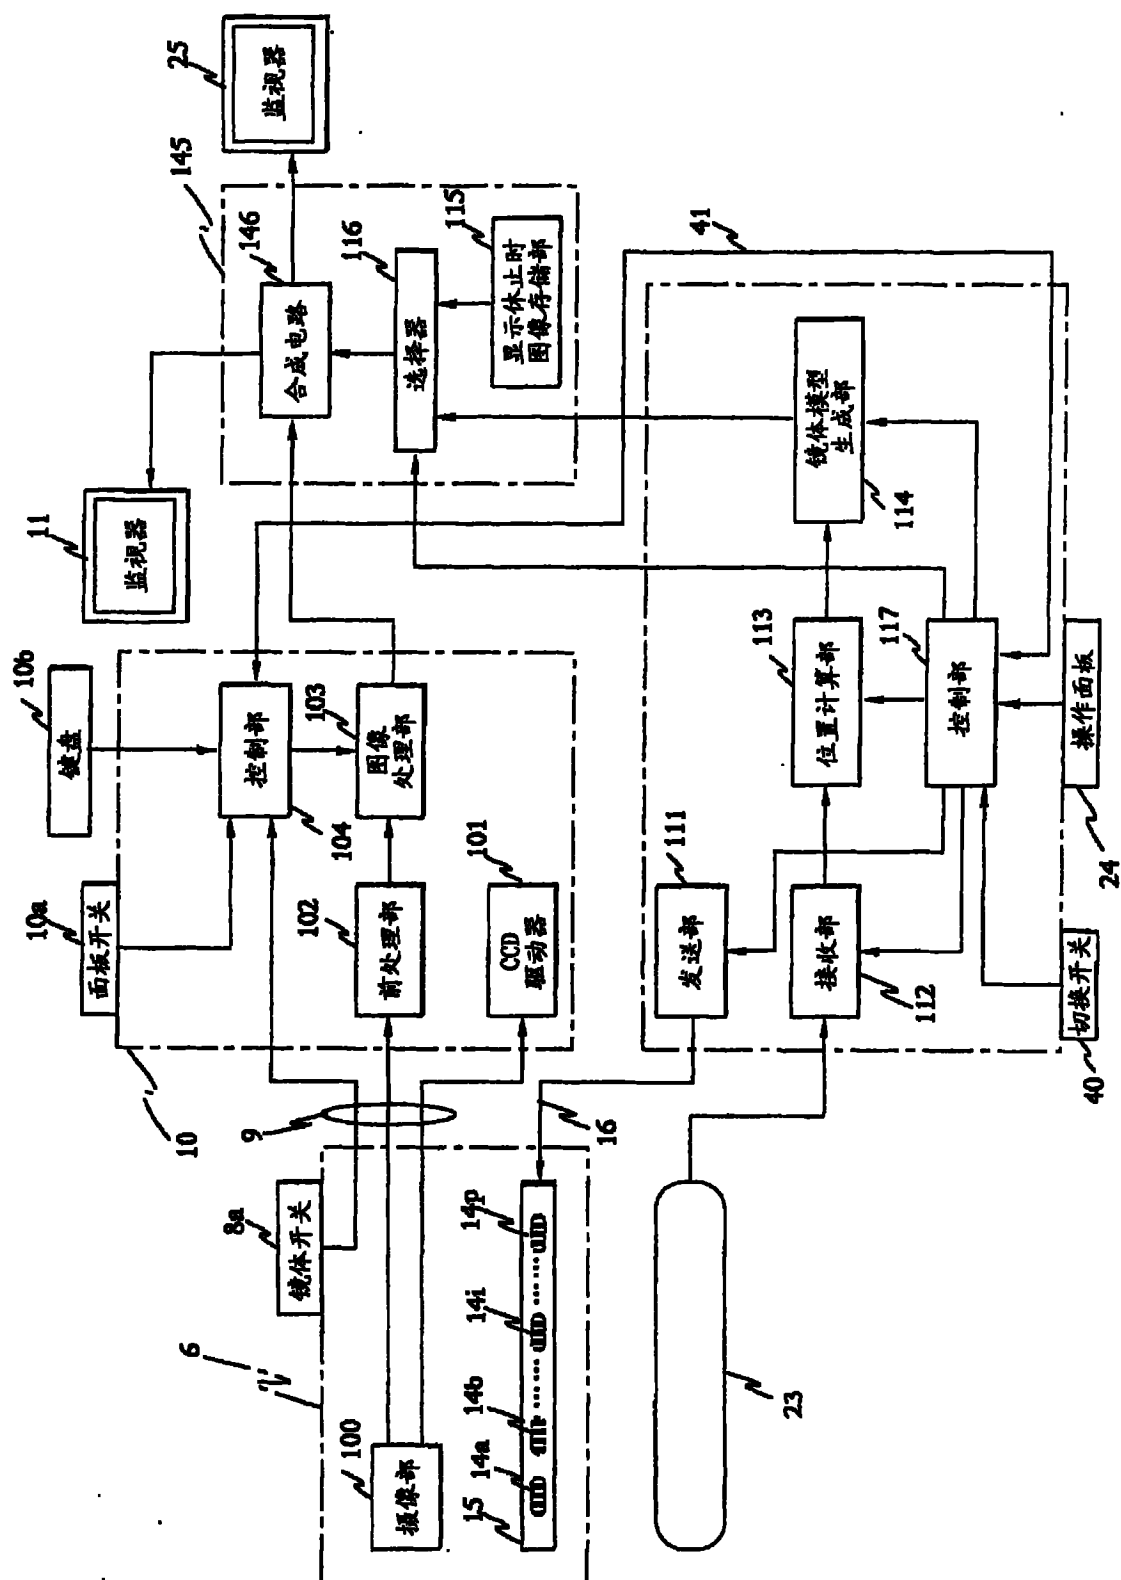 6
8a
镜体开关
100
摄像部
15
14a
14b
14i
14p
16
9
10
10a
面板开关
10b
键盘
控制部
104
103
图像
处理部
102
前处理部
101
CCD
驱动器
11
监视器
25
监视器
145
146
合成电路
116
选择器
115
显示休止时
图像存储部
41
镜体模型
生成部
114
113
位置计算部
117
控制部
111
发送部
接收部
112
23
40
切换开关
24
操作面板